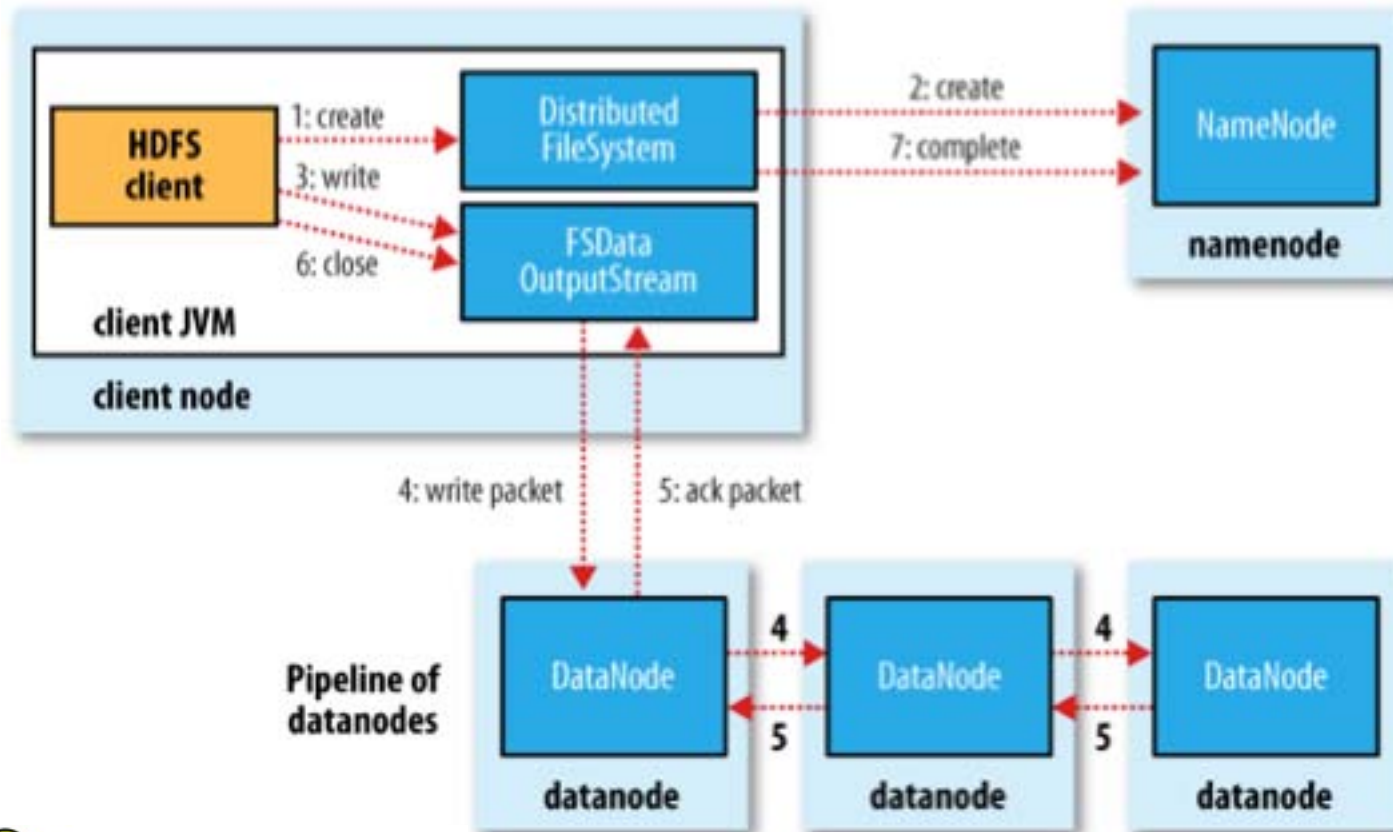 1: create
2: create
Distributed
FileSystem
NameNode
HDFS
client
7: complete
3: write
FSData
OutputStream
namenode
6: close
client JVM
client node
4: write packet
5: ack packet
4
4
Pipeline of
datanodes
DataNode
DataNode
DataNode
5
5
datanode
datanode
datanode